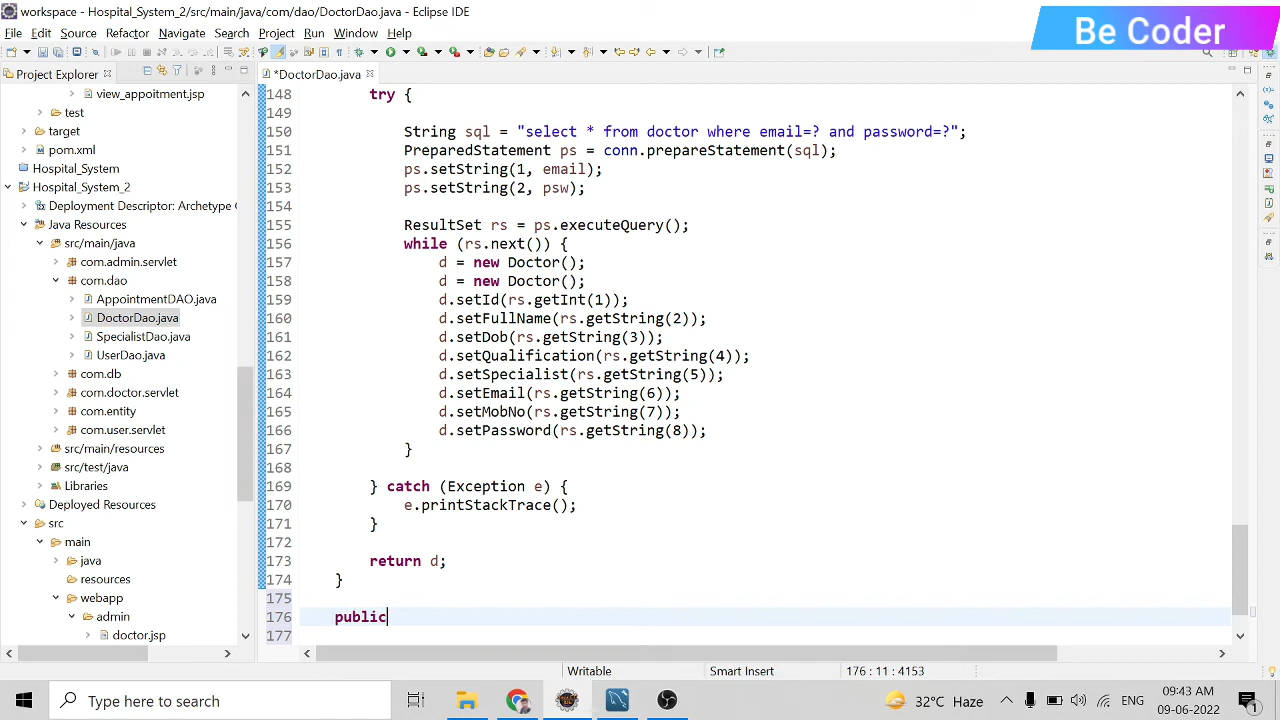 workspace - Hospital_System_2/src/main/java/com/dao/DoctorDao.java - Eclipse IDE
Be Coder
File Edit Source Refactor Navigate Search Project Run Window Help
Project Explorer
*DoctorDao.java
view_appoitment.jsp
test
target
pom.xml
Hospital_System
Hospital_System_2
Deployment Descriptor: Archetype C
Java Resources
src/main/java
com.admin.servlet
com.dao
AppointmentDAO.java
DoctorDao.java
SpecialistDao.java
UserDao.java
com.db
com.doctor.servlet
com.entity
com.user.servlet
src/main/resources
src/test/java
Libraries
Deployed Resources
src
main
java
resources
webapp
admin
doctor.jsp
148 try {
149
150 String sql = "select * from doctor where email=? and password=?";
151 PreparedStatement ps = conn.prepareStatement(sql);
152 ps.setString(1, email);
153 ps.setString(2, psw);
154
155 ResultSet rs = ps.executeQuery();
156 while (rs.next()) {
157 d = new Doctor();
158 d = new Doctor();
159 d.setId(rs.getInt(1));
160 d.setFullName(rs.getString(2));
161 d.setDob(rs.getString(3));
162 d.setQualification(rs.getString(4));
163 d.setSpecialist(rs.getString(5));
164 d.setEmail(rs.getString(6));
165 d.setMobNo(rs.getString(7));
166 d.setPassword(rs.getString(8));
167 }
168
169 } catch (Exception e) {
170 e.printStackTrace();
171 }
172
173 return d;
174 }
175
176 public
177
Writable Smart Insert 176 : 11 : 4153
Type here to search
32°C Haze
ENG
09:43 AM
09-06-2022
1